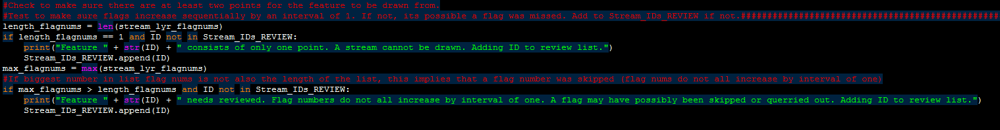 #Check to make sure there are at least two points for the feature to be drawn from.
#Test to make sure flags increase sequentially by an interval of 1. If not, its possible a flag was missed. Add to Stream_IDs_REVIEW if not.##################################################
length_flagnums = len(stream_lyr_flagnums)
if length_flagnums == 1 and ID not in Stream_IDs_REVIEW:
    print("Feature " + str(ID) + " consists of only one point. A stream cannot be drawn. Adding ID to review list.")
    Stream_IDs_REVIEW.append(ID)
max_flagnums = max(stream_lyr_flagnums)
#If biggest number in list flag nums is not also the length of the list, this implies that a flag number was skipped (flag nums do not all increase by interval of one)
if max_flagnums > length_flagnums and ID not in Stream_IDs_REVIEW:
    print("Feature " + str(ID) + " needs reviewed. Flag numbers do not all increase by interval of one. A flag may have possibly been skipped or querried out. Adding ID to review list.")
    Stream_IDs_REVIEW.append(ID)